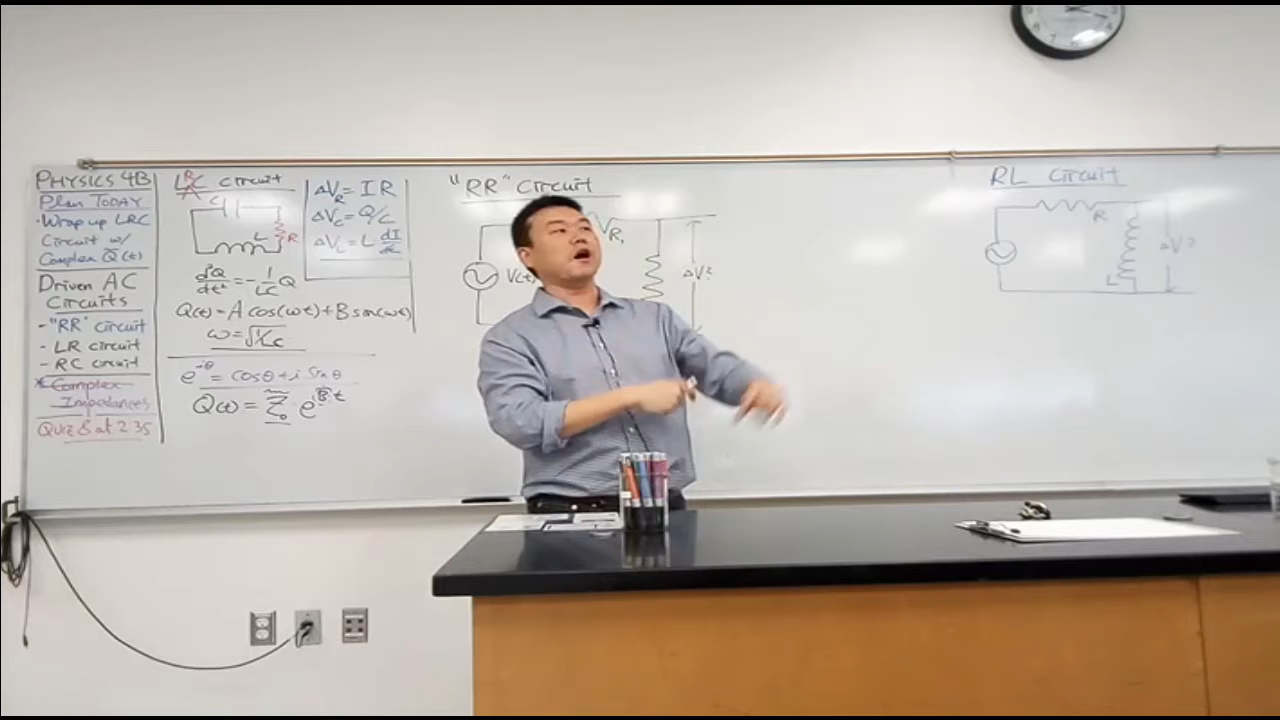 PHYSICS 4B
Plan TODAY
• Wrap up LRC
Circuit w/
Complex Q̃(t)
Driven AC
Circuits
- "RR" circuit
- LR circuit
- RC circuit
* Complex
Impedances
Quiz 8 at 2:35
LRC circuit
C
L
R
ΔV_R = IR
ΔV_C = Q/C
ΔV_L = L dI/dt
d²Q/dt² = -1/LC Q
Q(t) = A cos(ωt) + B sin(ωt)
ω = √1/LC
e^{-iθ} = cosθ + i sinθ
"RR" Circuit
V(t)
R₁
ΔV?
RL Circuit
R
L
ΔV?